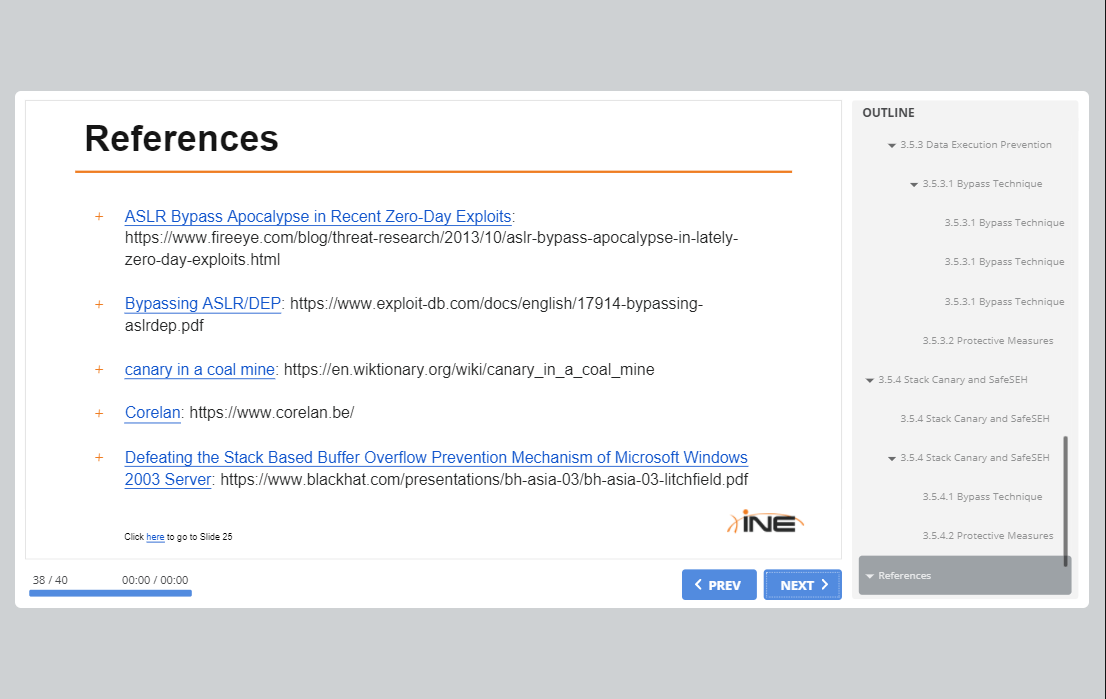 References
+ ASLR Bypass Apocalypse in Recent Zero-Day Exploits:
https://www.fireeye.com/blog/threat-research/2013/10/aslr-bypass-apocalypse-in-lately-
zero-day-exploits.html
+ Bypassing ASLR/DEP: https://www.exploit-db.com/docs/english/17914-bypassing-
aslrdep.pdf
+ canary in a coal mine: https://en.wiktionary.org/wiki/canary_in_a_coal_mine
+ Corelan: https://www.corelan.be/
+ Defeating the Stack Based Buffer Overflow Prevention Mechanism of Microsoft Windows
2003 Server: https://www.blackhat.com/presentations/bh-asia-03/bh-asia-03-litchfield.pdf
INE
Click here to go to Slide 25
38 / 40
00:00 / 00:00
PREV
NEXT
OUTLINE
3.5.3 Data Execution Prevention
3.5.3.1 Bypass Technique
3.5.3.1 Bypass Technique
3.5.3.1 Bypass Technique
3.5.3.1 Bypass Technique
3.5.3.2 Protective Measures
3.5.4 Stack Canary and SafeSEH
3.5.4 Stack Canary and SafeSEH
3.5.4 Stack Canary and SafeSEH
3.5.4.1 Bypass Technique
3.5.4.2 Protective Measures
References